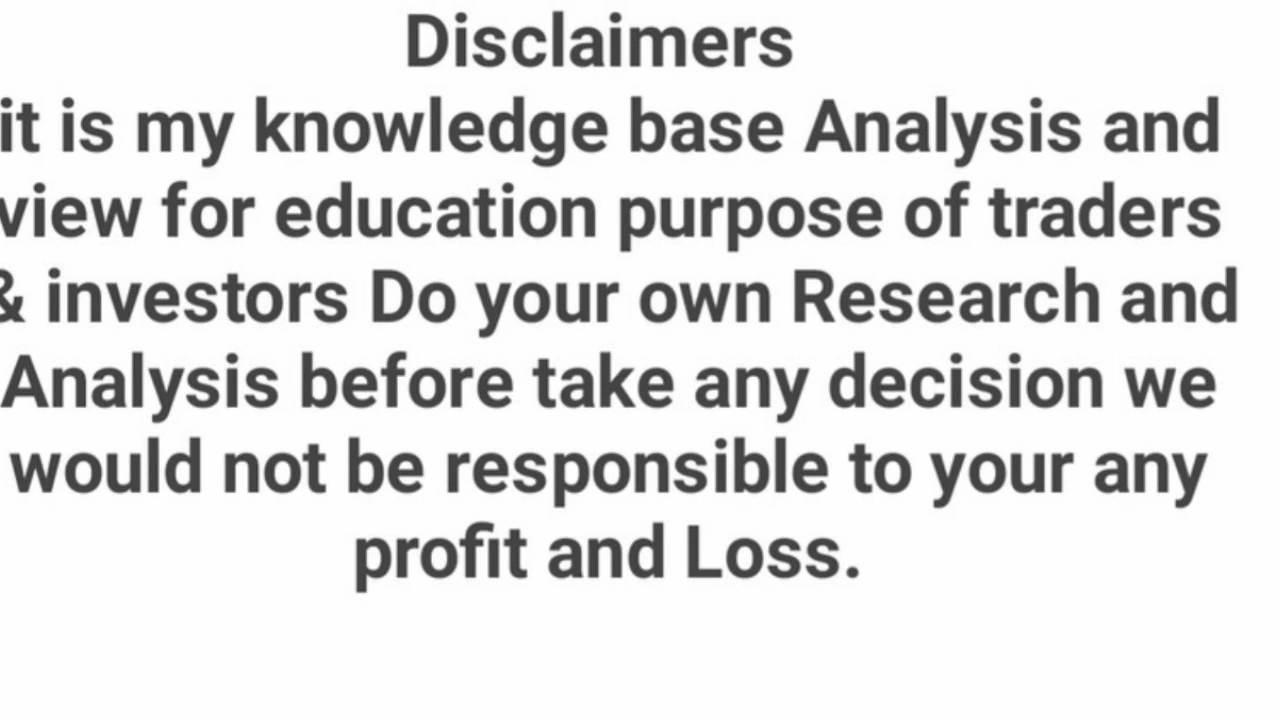 Disclaimers
it is my knowledge base Analysis and
view for education purpose of traders
& investors Do your own Research and
Analysis before take any decision we
would not be responsible to your any
profit and Loss.